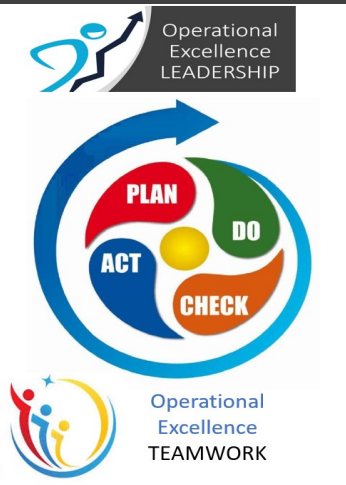 Operational
Excellence
LEADERSHIP
PLAN
DO
ACT
CHECK
Operational
Excellence
TEAMWORK